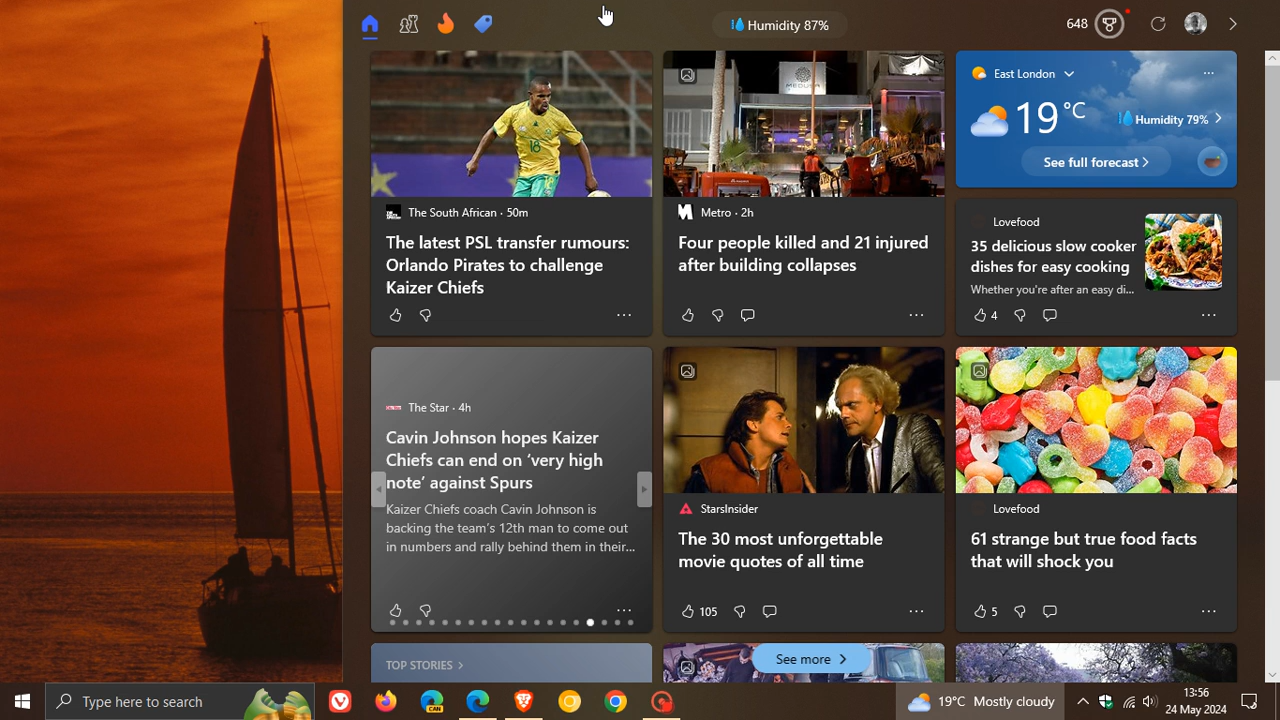 Humidity 87%
648
The South African · 50m
The latest PSL transfer rumours:
Orlando Pirates to challenge
Kaizer Chiefs
MEDUSA
Metro · 2h
Four people killed and 21 injured
after building collapses
East London
19 °C
Humidity 79%
See full forecast
Lovefood
35 delicious slow cooker
dishes for easy cooking
Whether you're after an easy di...
4
The Star · 4h
Cavin Johnson hopes Kaizer
Chiefs can end on ‘very high
note’ against Spurs
Kaizer Chiefs coach Cavin Johnson is
backing the team’s 12th man to come out
in numbers and rally behind them in their...
StarsInsider
The 30 most unforgettable
movie quotes of all time
105
Lovefood
61 strange but true food facts
that will shock you
5
TOP STORIES
See more
Type here to search
CAN
19°C Mostly cloudy
13:56
24 May 2024
18